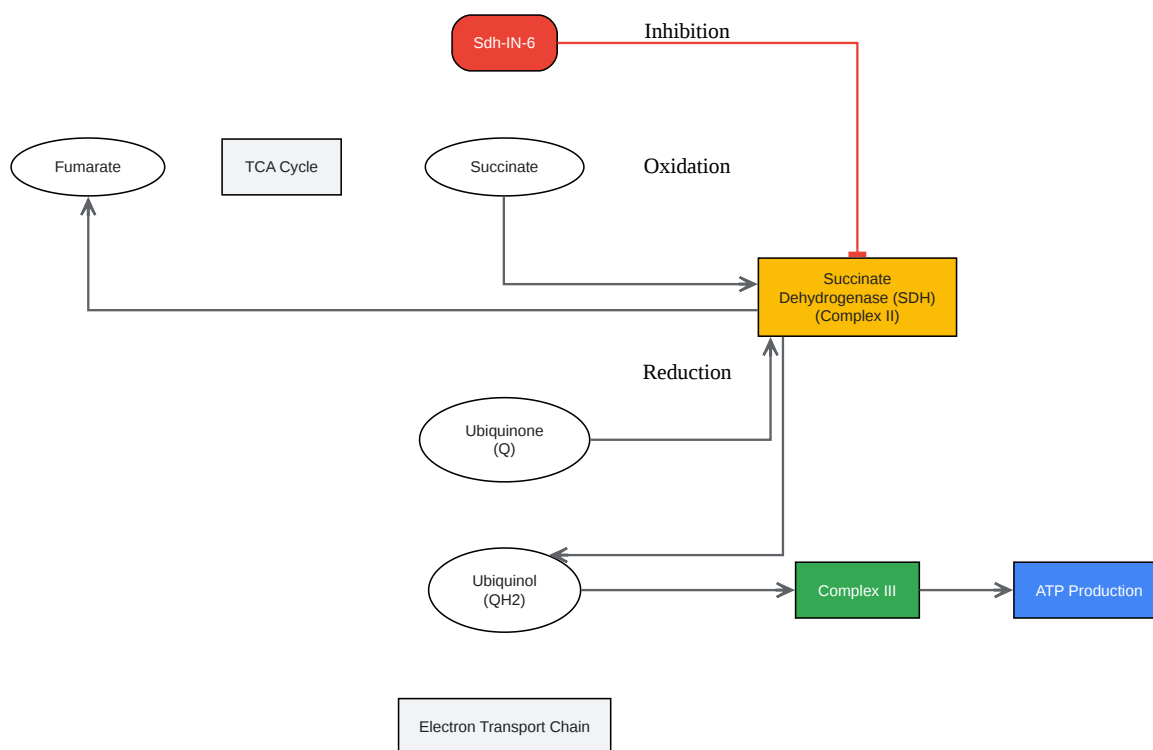 Inhibition
Sdh-IN-6
Fumarate
TCA Cycle
Succinate
Oxidation
Succinate
Dehydrogenase (SDH)
(Complex II)
Reduction
Ubiquinone
(Q)
Ubiquinol
(QH2)
Complex III
ATP Production
Electron Transport Chain